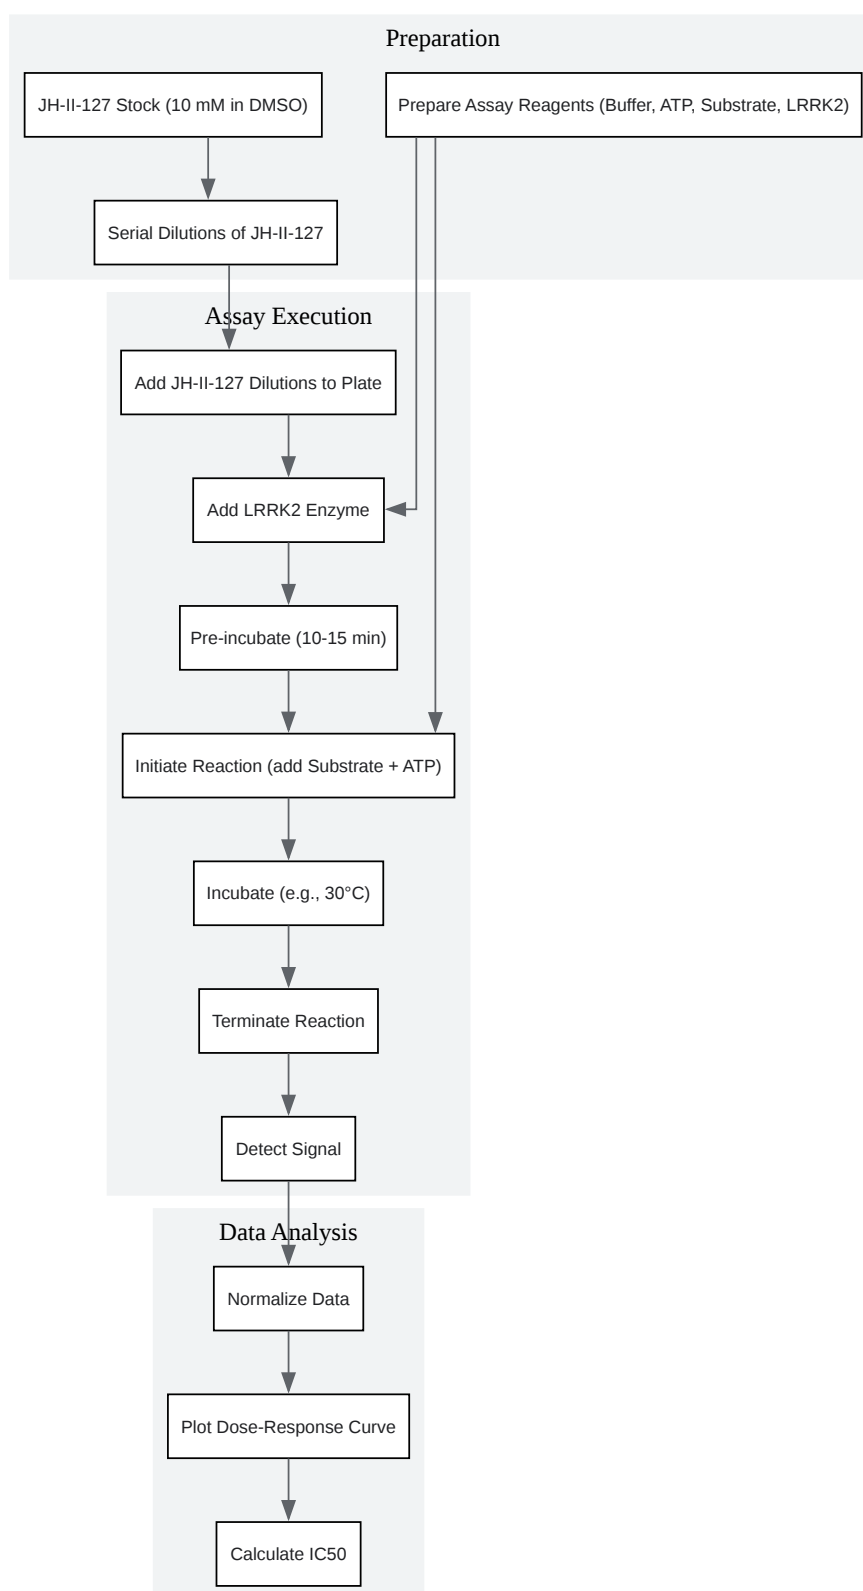 Preparation
JH-II-127 Stock (10 mM in DMSO)
Prepare Assay Reagents (Buffer, ATP, Substrate, LRRK2)
Serial Dilutions of JH-II-127
Assay Execution
Add JH-II-127 Dilutions to Plate
Add LRRK2 Enzyme
Pre-incubate (10-15 min)
Initiate Reaction (add Substrate + ATP)
Incubate (e.g., 30°C)
Terminate Reaction
Detect Signal
Data Analysis
Normalize Data
Plot Dose-Response Curve
Calculate IC50